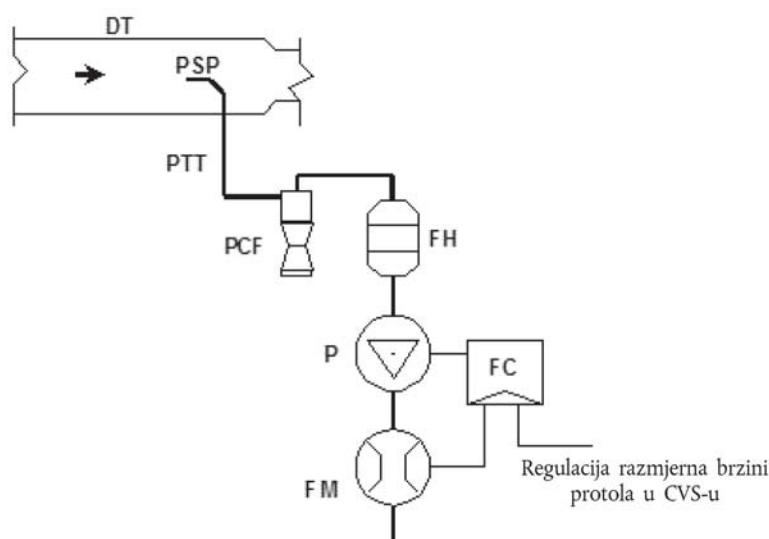 DT
PSP
PTT
PCF
FH
P
FC
FM
Regulacija razmjerna brzini
protola u CVS-u